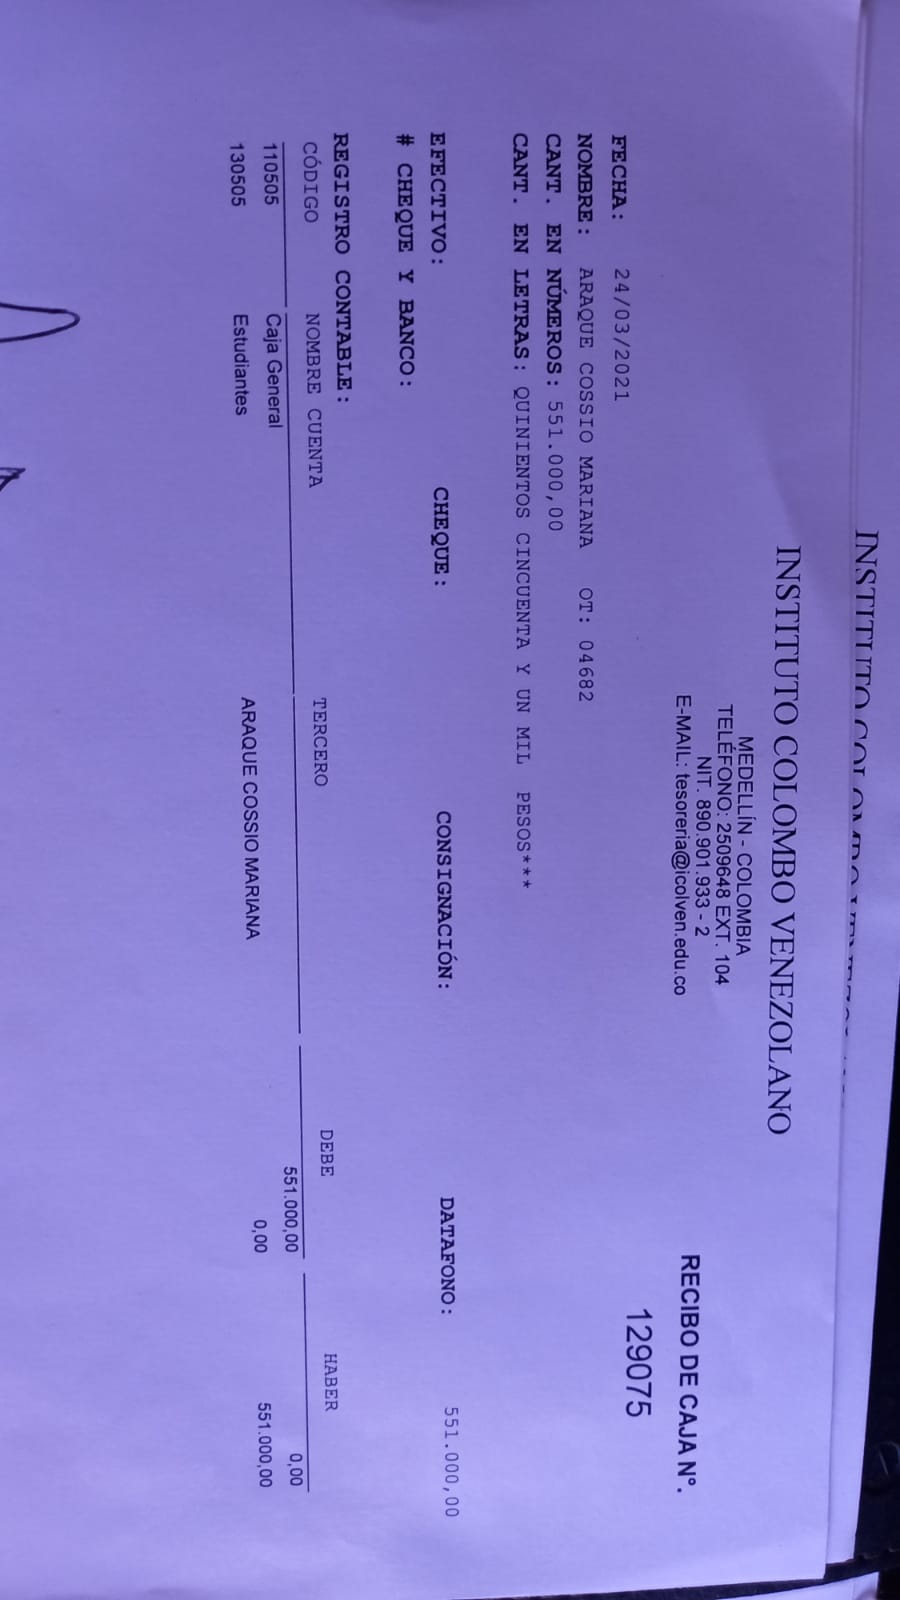 INSTITUTO COLOMBO VENEZOLANO
INSTITUTO COLOMBO VENEZOLANO
MEDELLÍN - COLOMBIA
TELÉFONO: 2509648 EXT. 104
NIT. 890.901.933 - 2
E-MAIL: tesoreria@icolven.edu.co
RECIBO DE CAJA Nº.
129075
FECHA: 24/03/2021
NOMBRE: ARAQUE COSSIO MARIANA OT: 04682
CANT. EN NÚMEROS: 551.000,00
CANT. EN LETRAS: QUINIENTOS CINCUENTA Y UN MIL PESOS***
EFECTIVO: CHEQUE: CONSIGNACIÓN: DATAFONO: 551.000,00
# CHEQUE Y BANCO:
REGISTRO CONTABLE:
CÓDIGO NOMBRE CUENTA TERCERO DEBE HABER
110505 Caja General 551.000,00 0,00
130505 Estudiantes ARAQUE COSSIO MARIANA 0,00 551.000,00